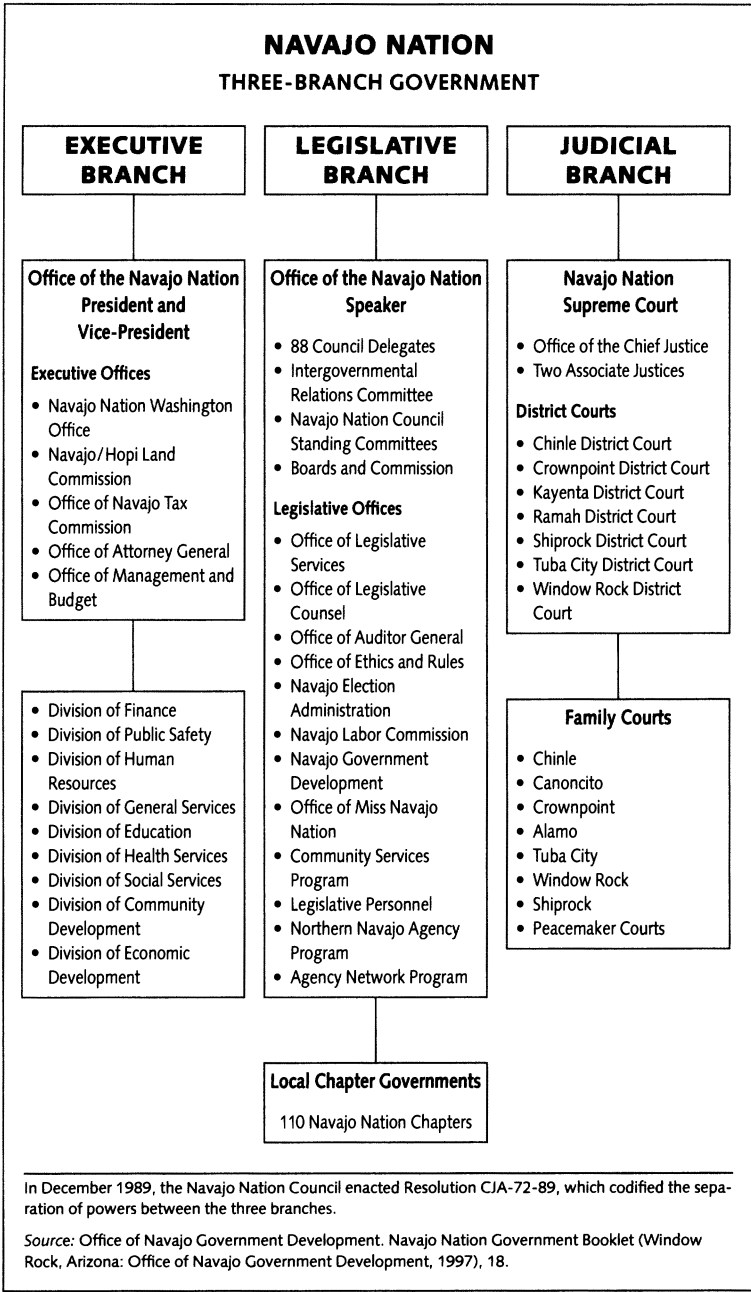 NAVAJO NATION
THREE-BRANCH GOVERNMENT
EXECUTIVE
BRANCH
Office of the Navajo Nation
President and
Vice-President
Executive Offices
• Navajo Nation Washington
Office
• Navajo/Hopi Land
Commission
• Office of Navajo Tax
Commission
• Office of Attorney General
• Office of Management and
Budget
• Division of Finance
• Division of Public Safety
• Division of Human
Resources
• Division of General Services
• Division of Education
• Division of Health Services
• Division of Social Services
• Division of Community
Development
• Division of Economic
Development
LEGISLATIVE
BRANCH
Office of the Navajo Nation
Speaker
• 88 Council Delegates
• Intergovernmental
Relations Committee
• Navajo Nation Council
Standing Committees
• Boards and Commission
Legislative Offices
• Office of Legislative
Services
• Office of Legislative
Counsel
• Office of Auditor General
• Office of Ethics and Rules
• Navajo Election
Administration
• Navajo Labor Commission
• Navajo Government
Development
• Office of Miss Navajo
Nation
• Community Services
Program
• Legislative Personnel
• Northern Navajo Agency
Program
• Agency Network Program
Local Chapter Governments
110 Navajo Nation Chapters
JUDICIAL
BRANCH
Navajo Nation
Supreme Court
• Office of the Chief Justice
• Two Associate Justices
District Courts
• Chinle District Court
• Crownpoint District Court
• Kayenta District Court
• Ramah District Court
• Shiprock District Court
• Tuba City District Court
• Window Rock District
Court
Family Courts
• Chinle
• Canoncito
• Crownpoint
• Alamo
• Tuba City
• Window Rock
• Shiprock
• Peacemaker Courts
In December 1989, the Navajo Nation Council enacted Resolution CJA-72-89, which codified the sepa-
ration of powers between the three branches.
Source: Office of Navajo Government Development. Navajo Nation Government Booklet (Window
Rock, Arizona: Office of Navajo Government Development, 1997), 18.